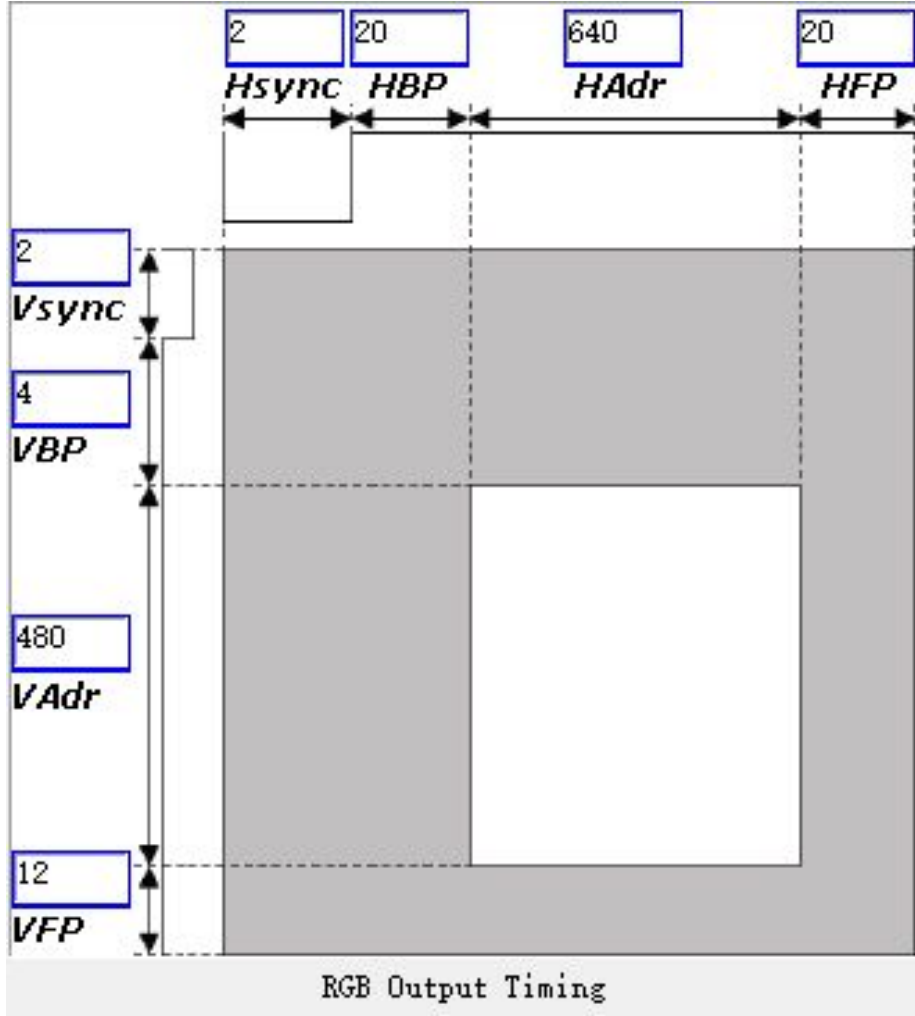 2 20 640 20
Hsync HBP HAdr HFP
2
Vsync
4
VBP
480
VAdr
12
VFP
RGB Output Timing